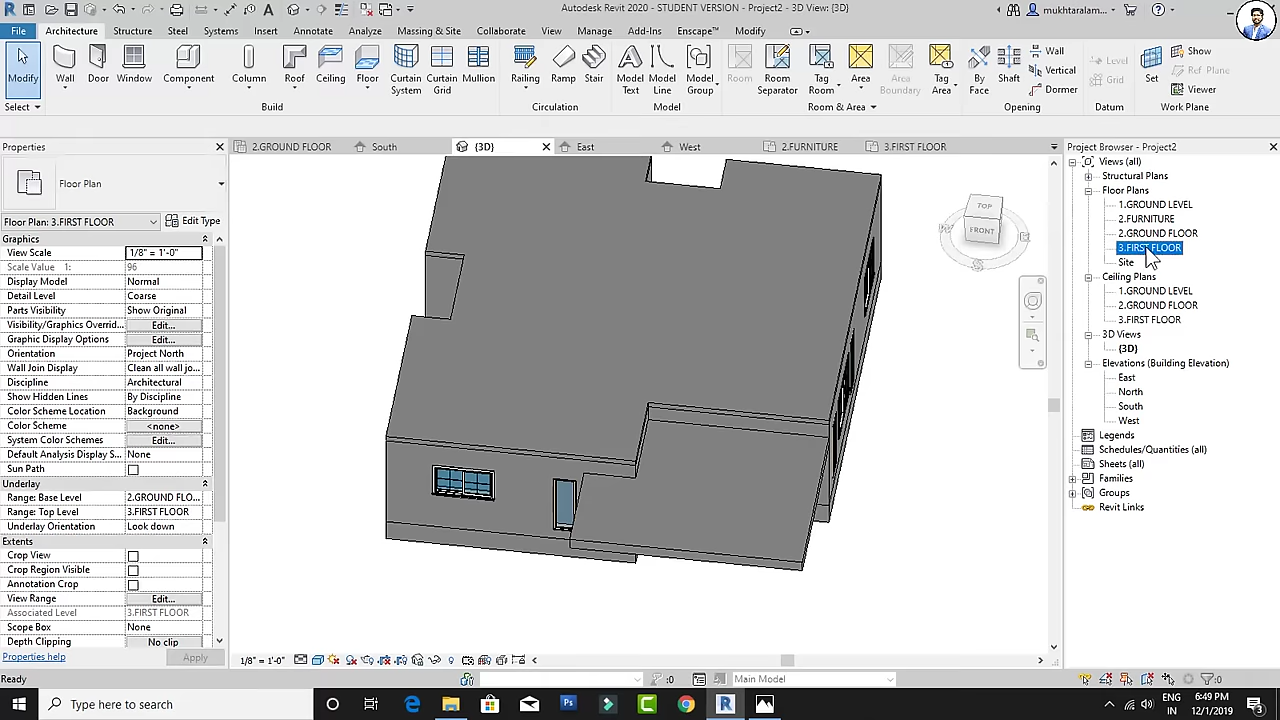 Autodesk Revit 2020 - STUDENT VERSION - Project2 - 3D View: {3D}
mukhtaralam...
File Architecture Structure Steel Systems Insert Annotate Analyze Massing & Site Collaborate View Manage Add-Ins Enscape™ Modify
Modify Wall Door Window Component Column Roof Ceiling Floor Curtain System Curtain Grid Mullion Railing Ramp Stair Model Text Model Line Model Group Room Room Separator Tag Room Area Area Boundary Tag Area By Face Shaft Wall Vertical Dormer Level Grid Set Show Ref Plane Viewer
Select Build Circulation Model Room & Area Opening Datum Work Plane
Properties
2.GROUND FLOOR South {3D} East West 2.FURNITURE 3.FIRST FLOOR
Project Browser - Project2
Floor Plan
Floor Plan: 3.FIRST FLOOR Edit Type
Graphics
View Scale 1/8" = 1'-0"
Scale Value 1: 96
Display Model Normal
Detail Level Coarse
Parts Visibility Show Original
Visibility/Graphics Overrid... Edit...
Graphic Display Options Edit...
Orientation Project North
Wall Join Display Clean all wall jo...
Discipline Architectural
Show Hidden Lines By Discipline
Color Scheme Location Background
Color Scheme <none>
System Color Schemes Edit...
Default Analysis Display S... None
Sun Path
Underlay
Range: Base Level 2.GROUND FLO...
Range: Top Level 3.FIRST FLOOR
Underlay Orientation Look down
Extents
Crop View
Crop Region Visible
Annotation Crop
View Range Edit...
Associated Level 3.FIRST FLOOR
Scope Box None
Depth Clipping No clip
Properties help Apply
TOP
FRONT
Views (all)
Structural Plans
Floor Plans
1.GROUND LEVEL
2.FURNITURE
2.GROUND FLOOR
3.FIRST FLOOR
Site
Ceiling Plans
1.GROUND LEVEL
2.GROUND FLOOR
3.FIRST FLOOR
3D Views
{3D}
Elevations (Building Elevation)
East
North
South
West
Legends
Schedules/Quantities (all)
Sheets (all)
Families
Groups
Revit Links
1/8" = 1'-0"
Ready
:0
Main Model
:0
Type here to search
ENG
IN
6:49 PM
12/1/2019